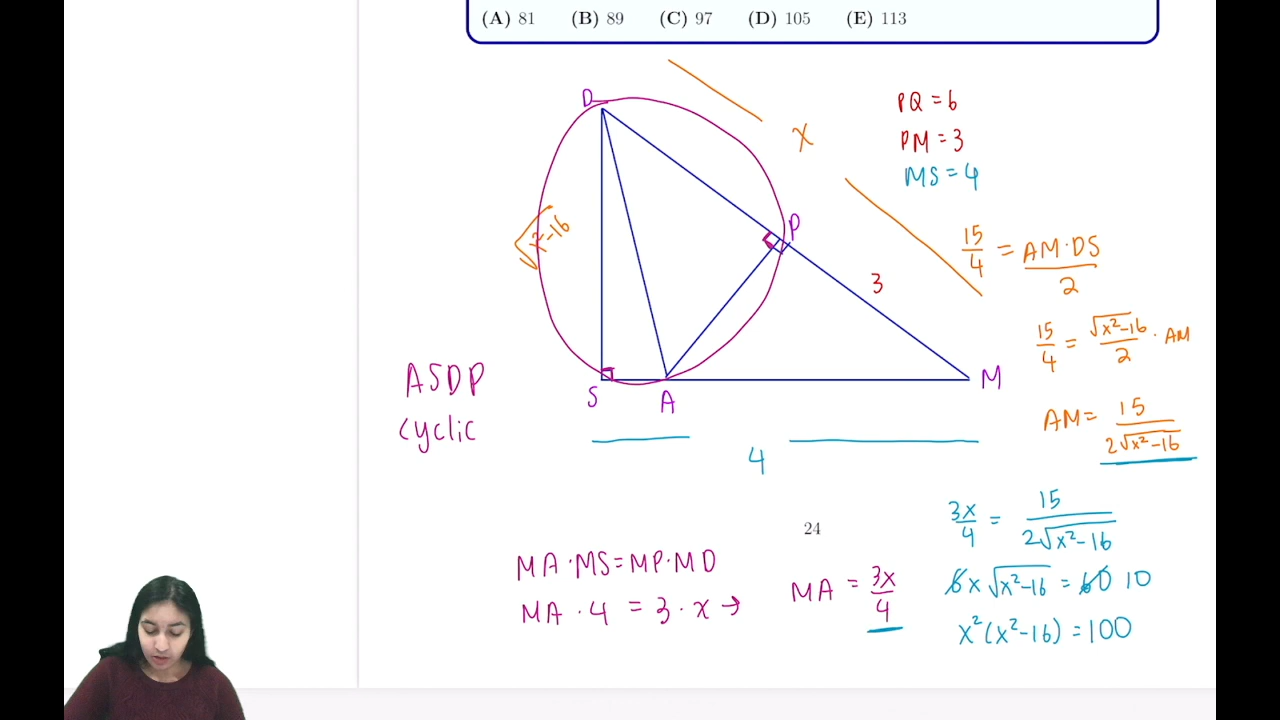 (A) 81 (B) 89 (C) 97 (D) 105 (E) 113
D
X
PQ = 6
PM = 3
MS = 4
√x²-16
P
3
15/4 = AM·DS/2
15/4 = √x²-16/2 · AM
AM = 15/2√x²-16
S
A
M
ASDP
cyclic
4
24
MA·MS = MP·MD
MA·4 = 3·x →
MA = 3x/4
3x/4 = 15/2√x²-16
6x√x²-16 = 60 10
x²(x²-16) = 100